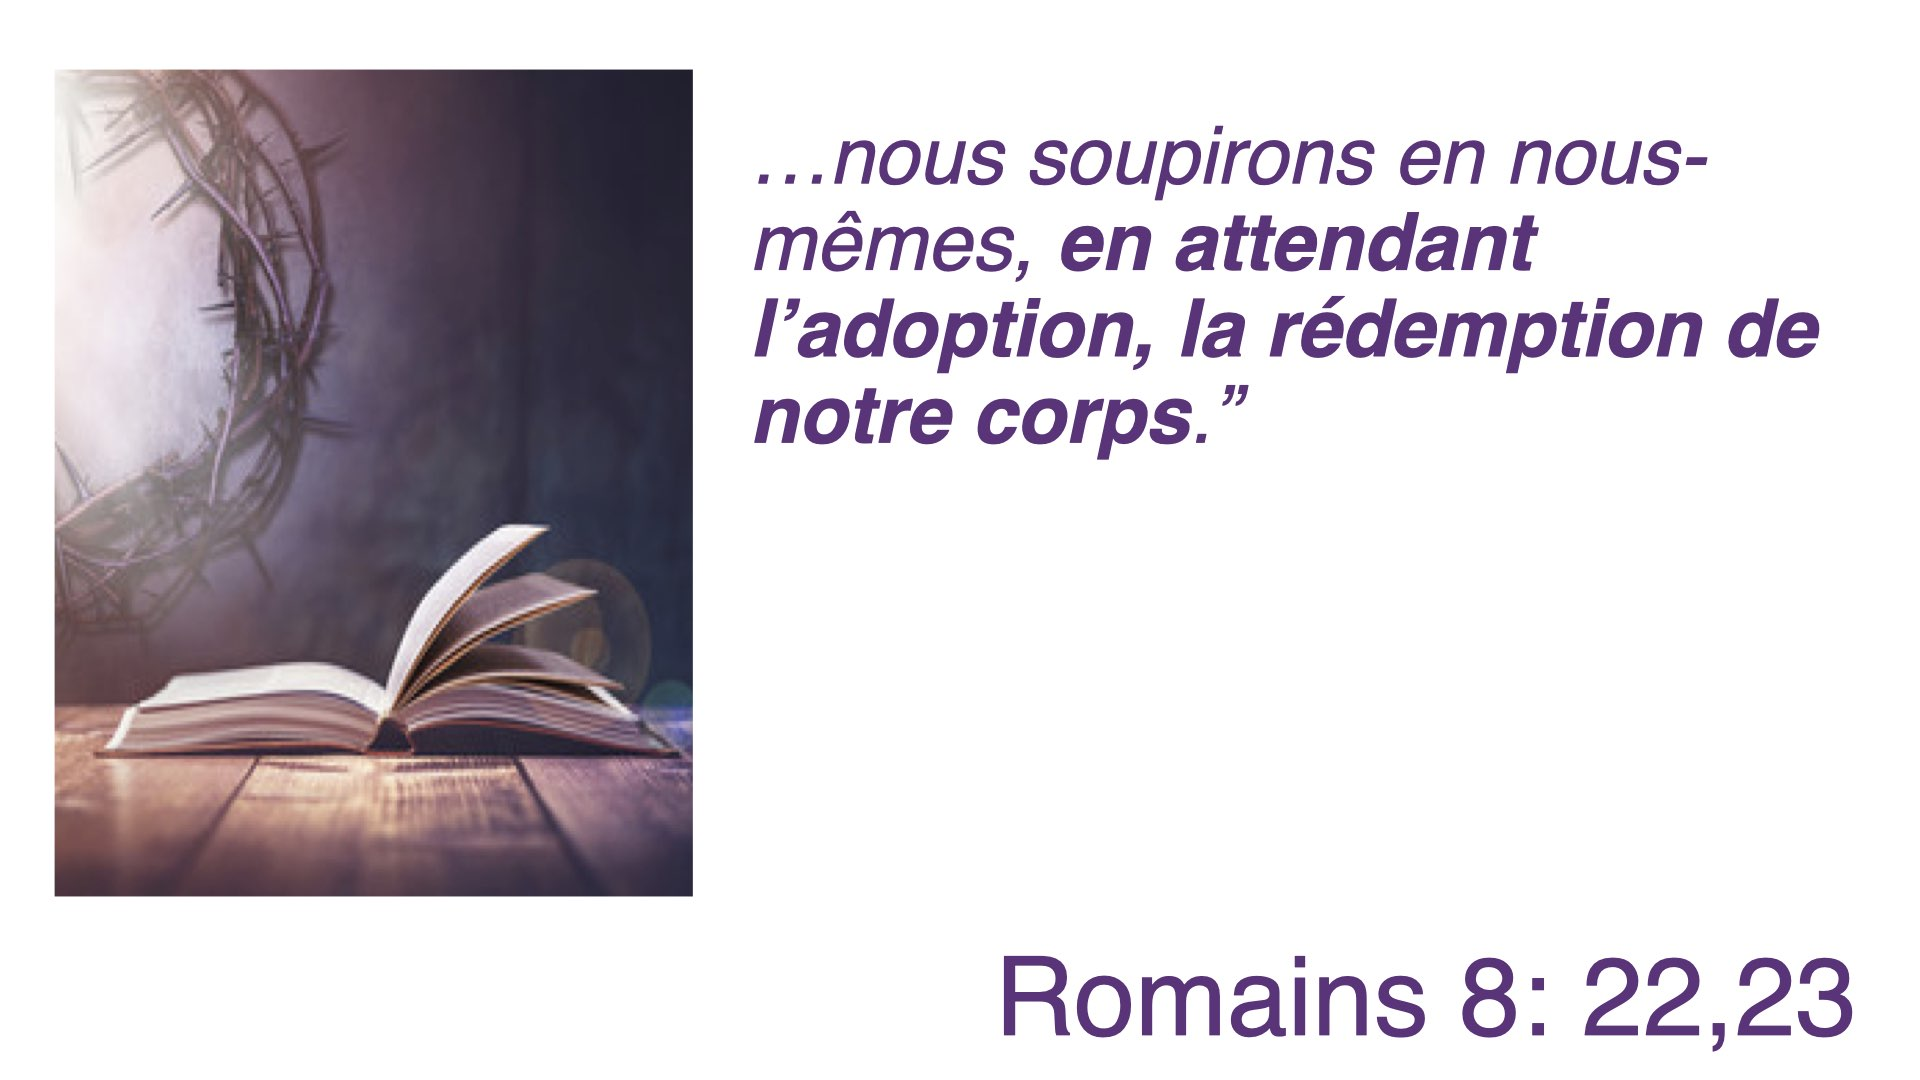 …nous soupirons en nous-
mêmes, en attendant
l’adoption, la rédemption de
notre corps.”
Romains 8: 22,23